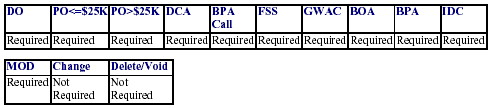 DO PO<=$25K PO>$25K DCA BPA Call FSS GWAC BOA BPA IDC
Required Required Required Required Required Required Required Required Required Required
MOD Change Delete/Void
Required Not Required Not Required